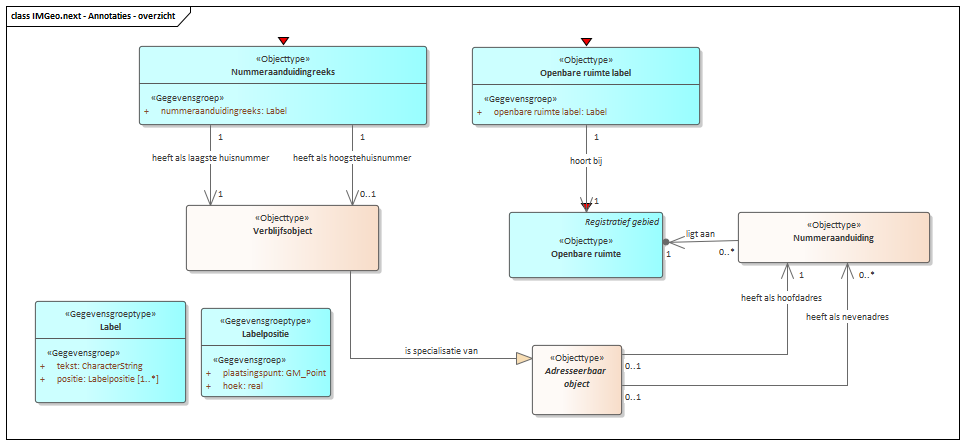 class IMGeo.next - Annotaties - overzicht
«Objecttype»
Nummeraanduidingreeks
«Gegevensgroep»
+ nummeraanduidingreeks: Label
«Objecttype»
Openbare ruimte label
«Gegevensgroep»
+ openbare ruimte label: Label
1
1
1
heeft als laagste huisnummer
heeft als hoogstehuisnummer
hoort bij
1
0..1
1
«Objecttype»
Verblijfsobject
Registratief gebied
«Objecttype»
Openbare ruimte
ligt aan
1
0..*
«Objecttype»
Nummeraanduiding
1
0..*
heeft als hoofdadres
heeft als nevenadres
«Gegevensgroeptype»
Label
«Gegevensgroep»
+ tekst: CharacterString
+ positie: Labelpositie [1..*]
«Gegevensgroeptype»
Labelpositie
«Gegevensgroep»
+ plaatsingspunt: GM_Point
+ hoek: real
is specialisatie van
«Objecttype»
Adresseerbaar
object
0..1
0..1